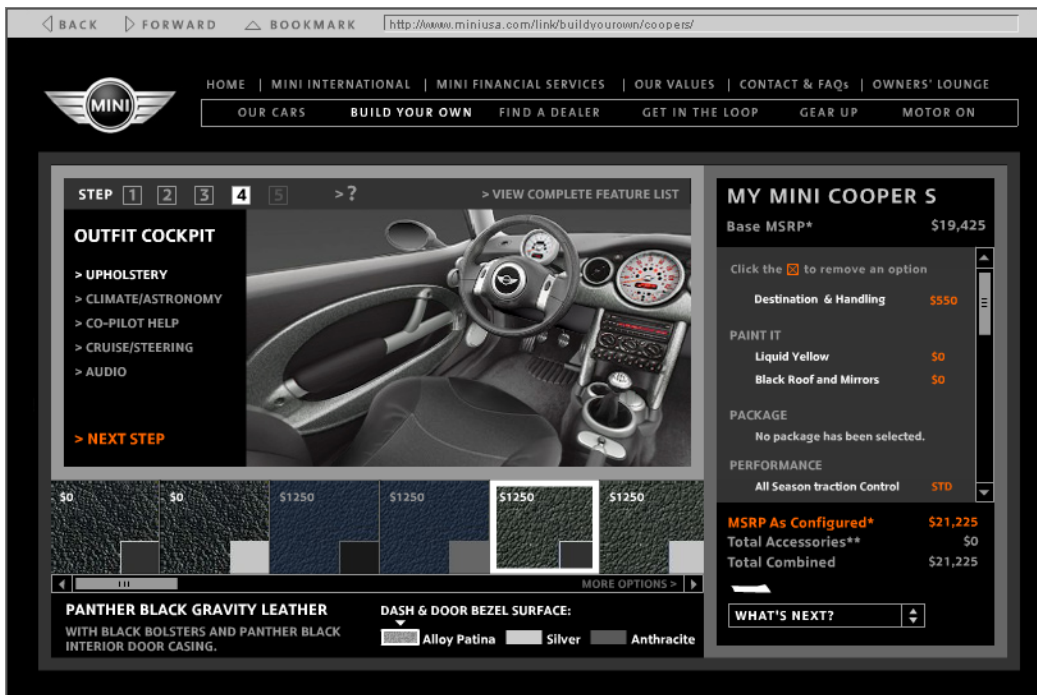 BACK FORWARD BOOKMARK http://www.miniusa.com/link/buildyourown/coopers/
HOME | MINI INTERNATIONAL | MINI FINANCIAL SERVICES | OUR VALUES | CONTACT & FAQs | OWNERS' LOUNGE
MINI
OUR CARS BUILD YOUR OWN FIND A DEALER GET IN THE LOOP GEAR UP MOTOR ON
STEP 1 2 3 4 5 >? > VIEW COMPLETE FEATURE LIST
OUTFIT COCKPIT
> UPHOLSTERY
> CLIMATE/ASTRONOMY
> CO-PILOT HELP
> CRUISE/STEERING
> AUDIO
> NEXT STEP
$0 $0 $1250 $1250 $1250 $1250
MORE OPTIONS >
PANTHER BLACK GRAVITY LEATHER
WITH BLACK BOLSTERS AND PANTHER BLACK
INTERIOR DOOR CASING.
DASH & DOOR BEZEL SURFACE:
Alloy Patina Silver Anthracite
MY MINI COOPER S
Base MSRP* $19,425
Click the to remove an option
Destination & Handling $550
PAINT IT
Liquid Yellow $0
Black Roof and Mirrors $0
PACKAGE
No package has been selected.
PERFORMANCE
All Season traction Control STD
MSRP As Configured* $21,225
Total Accessories** $0
Total Combined $21,225
WHAT'S NEXT?